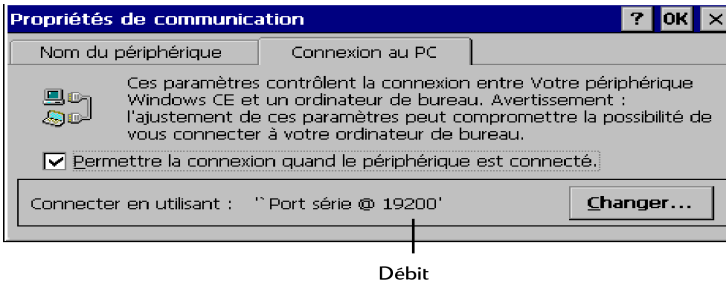 Propriétés de communication ? OK ×
Nom du périphérique Connexion au PC
Ces paramètres contrôlent la connexion entre Votre périphérique
Windows CE et un ordinateur de bureau. Avertissement :
l'ajustement de ces paramètres peut compromettre la possibilité de
vous connecter à votre ordinateur de bureau.
Permettre la connexion quand le périphérique est connecté.
Connecter en utilisant : '`Port série @ 19200' Changer...
Débit